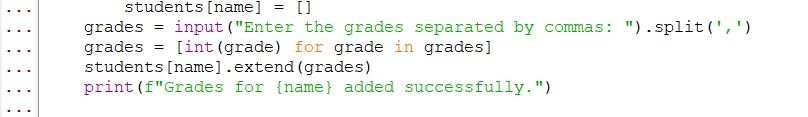 ...         students[name] = []
...     grades = input("Enter the grades separated by commas: ").split(',')
...     grades = [int(grade) for grade in grades]
...     students[name].extend(grades)
...     print(f"Grades for {name} added successfully.")
...